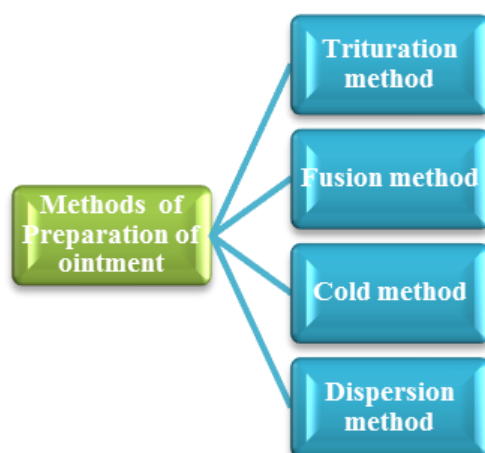 Trituration
method
Fusion method
Methods of
Preparation of
ointment
Cold method
Dispersion
method